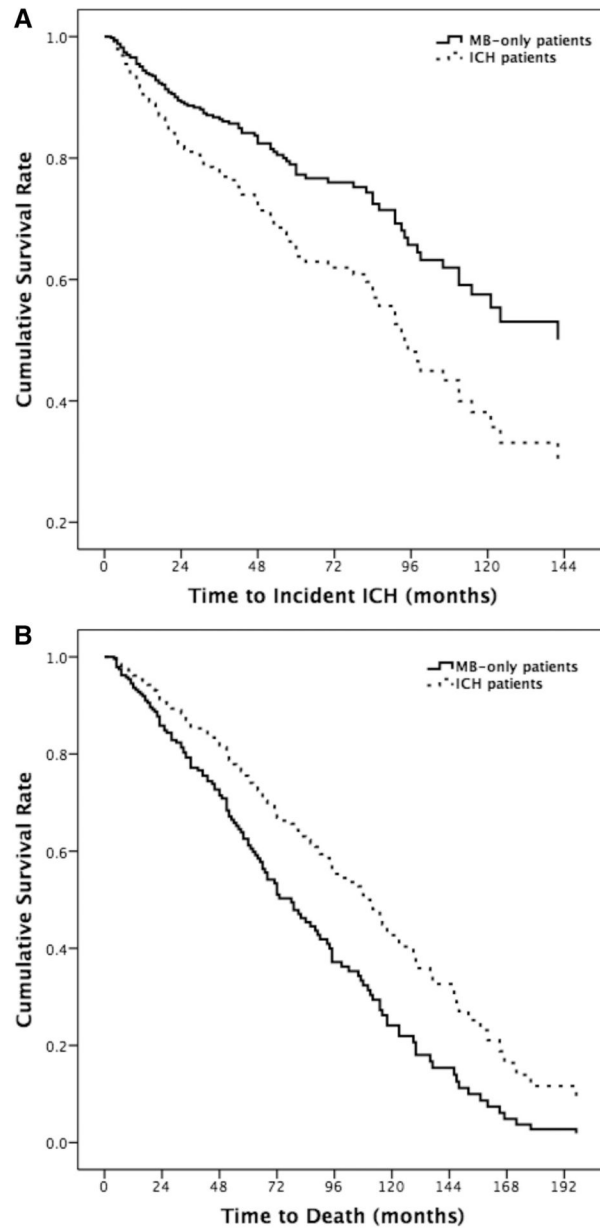 A
1.0
0.8
0.6
0.4
0.2
Cumulative Survival Rate
MB-only patients
ICH patients
0 24 48 72 96 120 144
Time to Incident ICH (months)
B
1.0
0.8
0.6
0.4
0.2
0.0
Cumulative Survival Rate
MB-only patients
ICH patients
0 24 48 72 96 120 144 168 192
Time to Death (months)